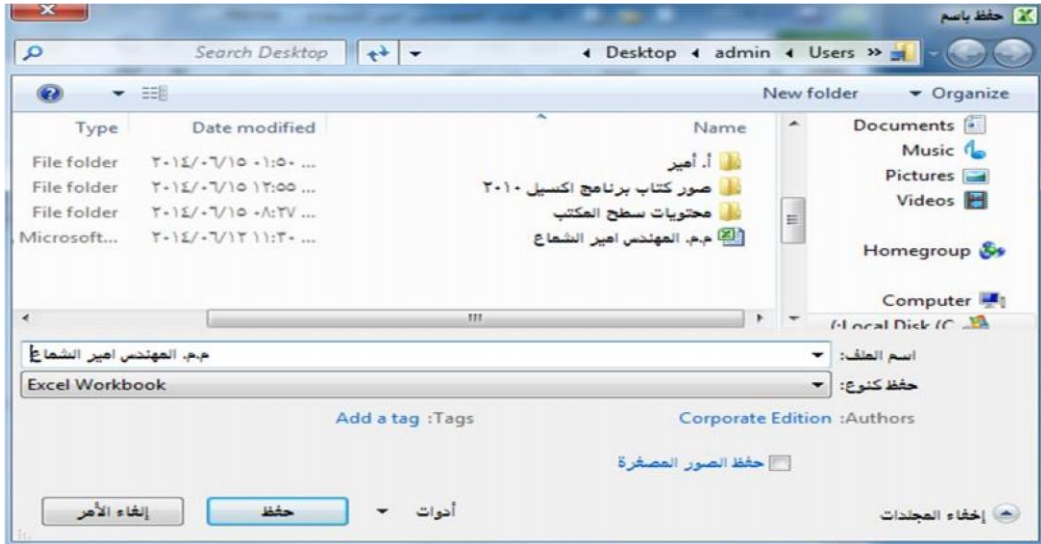 حفظ باسم
Users ◂ admin ◂ Desktop ◂ Search Desktop
Organize New folder
Documents
Music
Pictures
Videos
Homegroup
Computer
Local Disk (C:)
Name Date modified Type
أ. أمير ٢٠١٤/٠٦/١٥ ٠١:٥٠ ... File folder
صور كتاب برنامج اكسيل ٢٠١٠ ٢٠١٤/٠٦/١٥ ١٢:٥٥ ... File folder
محتويات سطح المكتب ٢٠١٤/٠٦/١٥ ٠٨:٢٧ ... File folder
م.م. المهندس امير الشماع ٢٠١٤/٠٦/١٢ ١١:٣٠ ... Microsoft...
اسم الملف: م.م. المهندس امير الشماع
حفظ كنوع: Excel Workbook
Authors: Corporate Edition Tags: Add a tag
حفظ الصور المصغرة
إخفاء المجلدات أدوات حفظ إلغاء الأمر